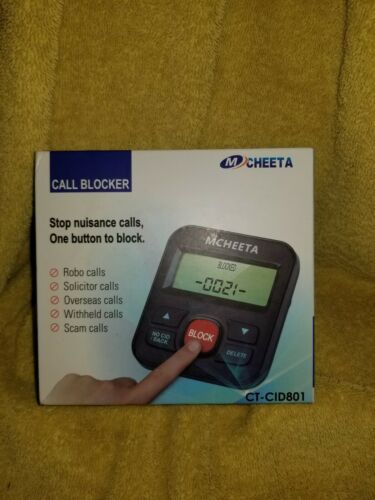 MCHEETA
CALL BLOCKER
Stop nuisance calls,
One button to block.
Robo calls
Solicitor calls
Overseas calls
Withheld calls
Scam calls
MCHEETA
BLOCKED
-0021-
▲
▼
NO CID
/BACK
BLOCK
DELETE
CT-CID801